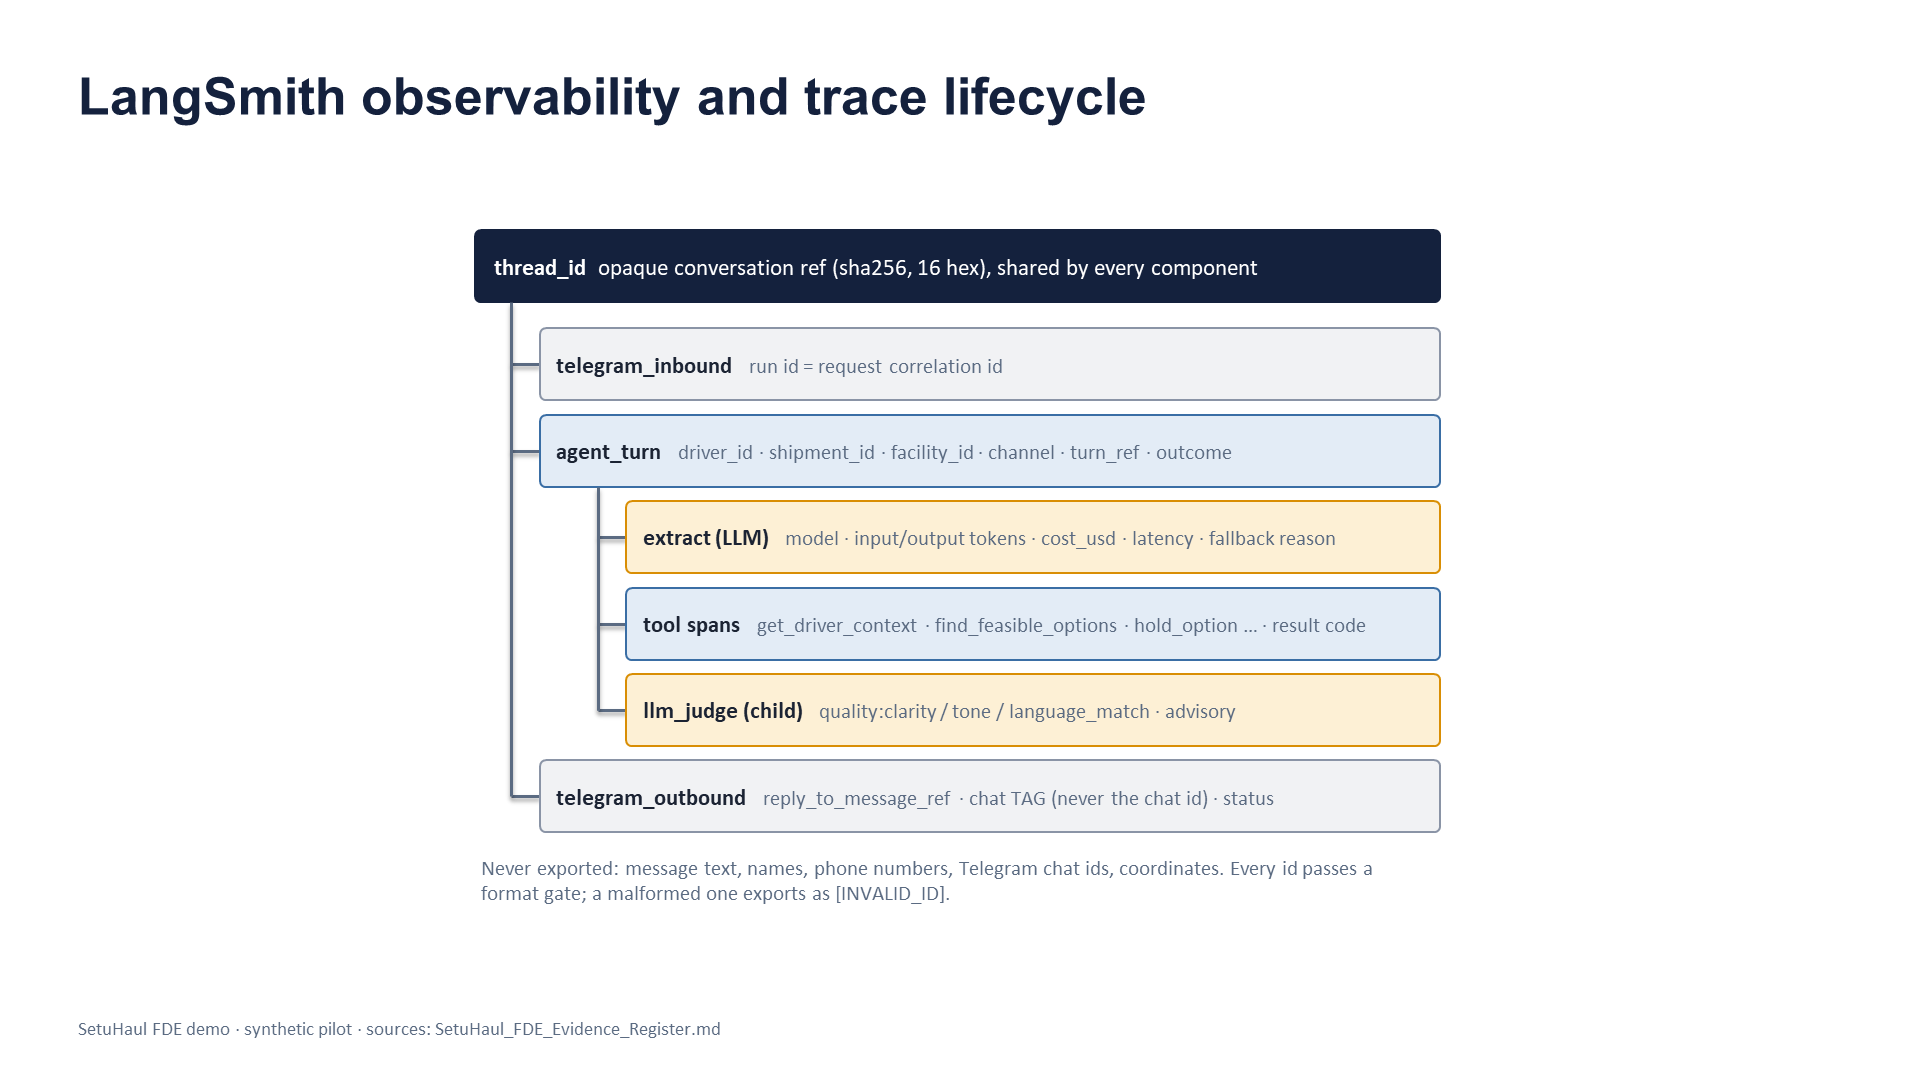 LangSmith observability and trace lifecycle
thread_id opaque conversation ref (sha256, 16 hex), shared by every component
telegram_inbound run id = request correlation id
agent_turn driver_id · shipment_id · facility_id · channel · turn_ref · outcome
extract (LLM) model · input/output tokens · cost_usd · latency · fallback reason
tool spans get_driver_context · find_feasible_options · hold_option ... · result code
llm_judge (child) quality:clarity / tone / language_match · advisory
telegram_outbound reply_to_message_ref · chat TAG (never the chat id) · status
Never exported: message text, names, phone numbers, Telegram chat ids, coordinates. Every id passes a
format gate; a malformed one exports as [INVALID_ID].
SetuHaul FDE demo · synthetic pilot · sources: SetuHaul_FDE_Evidence_Register.md